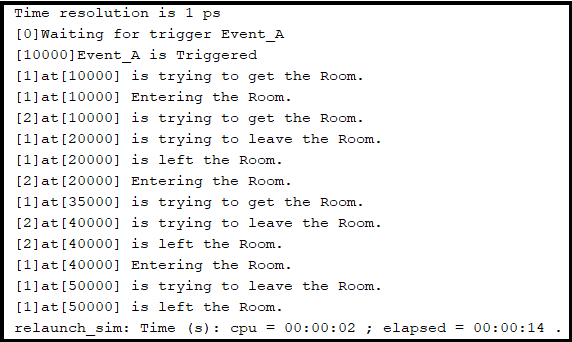 Time resolution is 1 ps
[0]Waiting for trigger Event_A
[10000]Event_A is Triggered
[1]at[10000] is trying to get the Room.
[1]at[10000] Entering the Room.
[2]at[10000] is trying to get the Room.
[1]at[20000] is trying to leave the Room.
[1]at[20000] is left the Room.
[2]at[20000] Entering the Room.
[1]at[35000] is trying to get the Room.
[2]at[40000] is trying to leave the Room.
[2]at[40000] is left the Room.
[1]at[40000] Entering the Room.
[1]at[50000] is trying to leave the Room.
[1]at[50000] is left the Room.
relaunch_sim: Time (s): cpu = 00:00:02 ; elapsed = 00:00:14 .